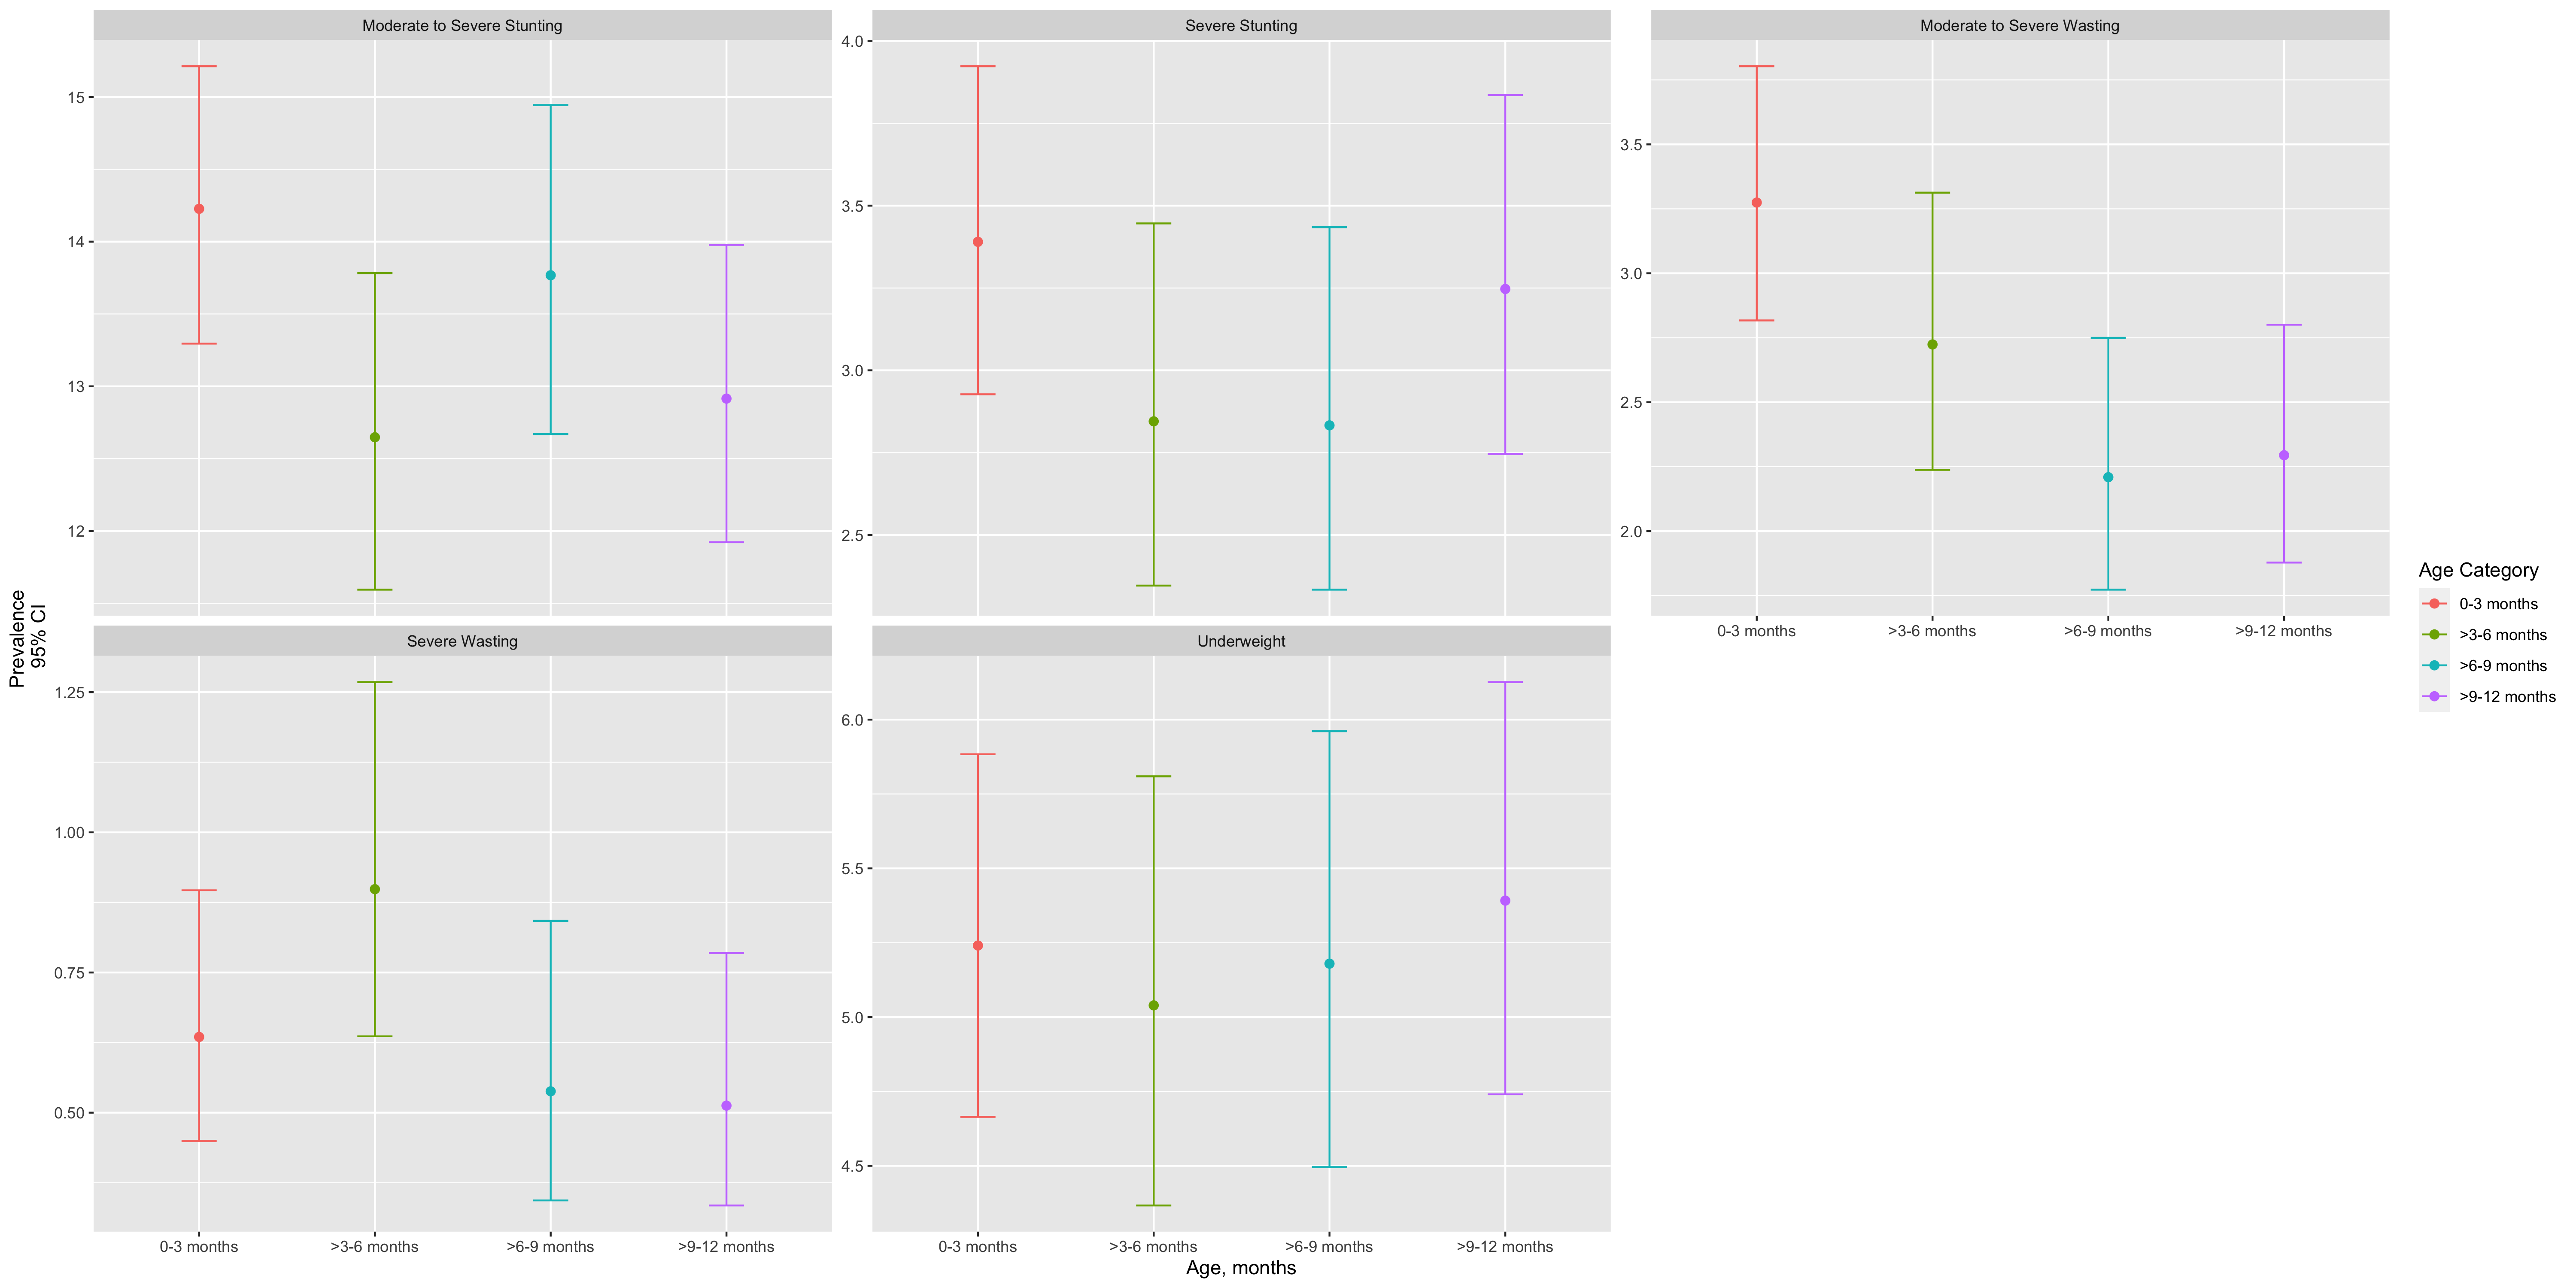 Moderate to Severe Stunting
Severe Stunting
Moderate to Severe Wasting
15
14
13
12
4.0
3.5
3.0
2.5
3.5
3.0
2.5
2.0
0-3 months
>3-6 months
>6-9 months
>9-12 months
Prevalence
95% CI
Severe Wasting
Underweight
1.25
1.00
0.75
0.50
6.0
5.5
5.0
4.5
0-3 months
>3-6 months
>6-9 months
>9-12 months
0-3 months
>3-6 months
>6-9 months
>9-12 months
Age, months
Age Category
0-3 months
>3-6 months
>6-9 months
>9-12 months